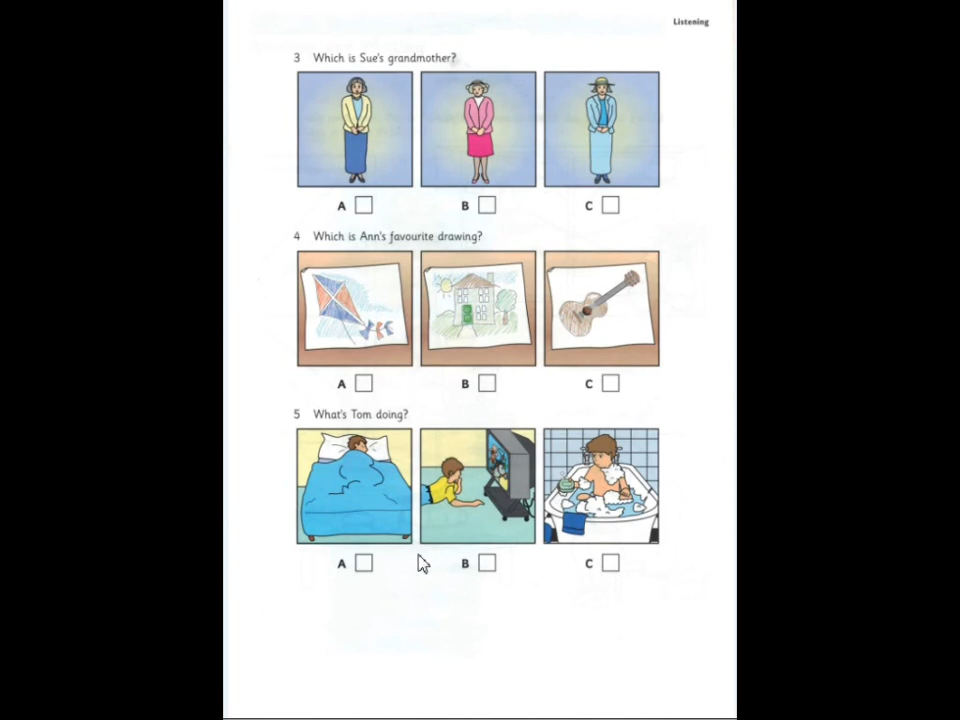 Listening
3 Which is Sue's grandmother?
A B C
4 Which is Ann's favourite drawing?
A B C
5 What's Tom doing?
A B C